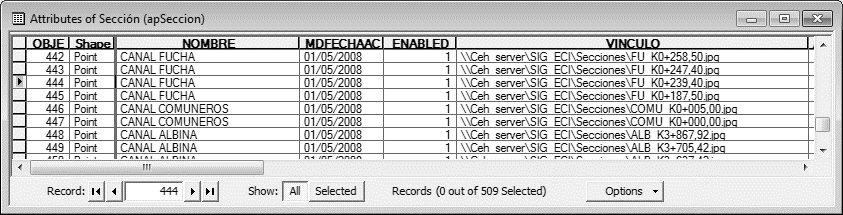 Attributes of Sección (apSeccion)
OBJE Shape NOMBRE MDFECHAAC ENABLED VINCULO
442 Point CANAL FUCHA 01/05/2008 1 \\Ceh_server\SIG_ECI\Secciones\FU_K0+258,50.jpg
443 Point CANAL FUCHA 01/05/2008 1 \\Ceh_server\SIG_ECI\Secciones\FU_K0+247,40.jpg
444 Point CANAL FUCHA 01/05/2008 1 \\Ceh_server\SIG_ECI\Secciones\FU_K0+239,40.jpg
445 Point CANAL FUCHA 01/05/2008 1 \\Ceh_server\SIG_ECI\Secciones\FU_K0+187,50.jpg
446 Point CANAL COMUNEROS 01/05/2008 1 \\Ceh_server\SIG_ECI\Secciones\COMU_K0+005,00.jpg
447 Point CANAL COMUNEROS 01/05/2008 1 \\Ceh_server\SIG_ECI\Secciones\COMU_K0+000,00.jpg
448 Point CANAL ALBINA 01/05/2008 1 \\Ceh_server\SIG_ECI\Secciones\ALB_K3+867,92.jpg
449 Point CANAL ALBINA 01/05/2008 1 \\Ceh_server\SIG_ECI\Secciones\ALB_K3+705,42.jpg
Record: 444 Show: All Selected Records (0 out of 509 Selected) Options